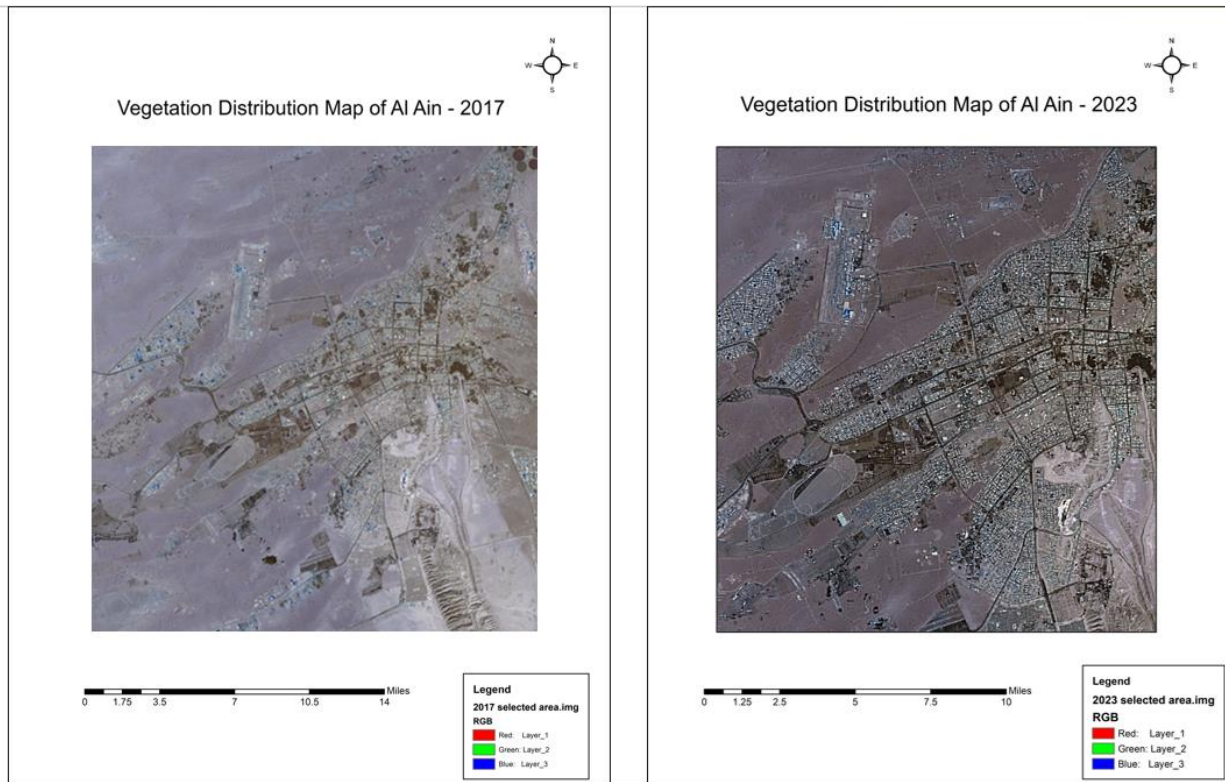 N
W E
S
Vegetation Distribution Map of Al Ain - 2017
Miles
0 1.75 3.5 7 10.5 14
Legend
2017 selected area.img
RGB
Red: Layer_1
Green: Layer_2
Blue: Layer_3
N
W E
S
Vegetation Distribution Map of Al Ain - 2023
Miles
0 1.25 2.5 5 7.5 10
Legend
2023 selected area.img
RGB
Red: Layer_1
Green: Layer_2
Blue: Layer_3